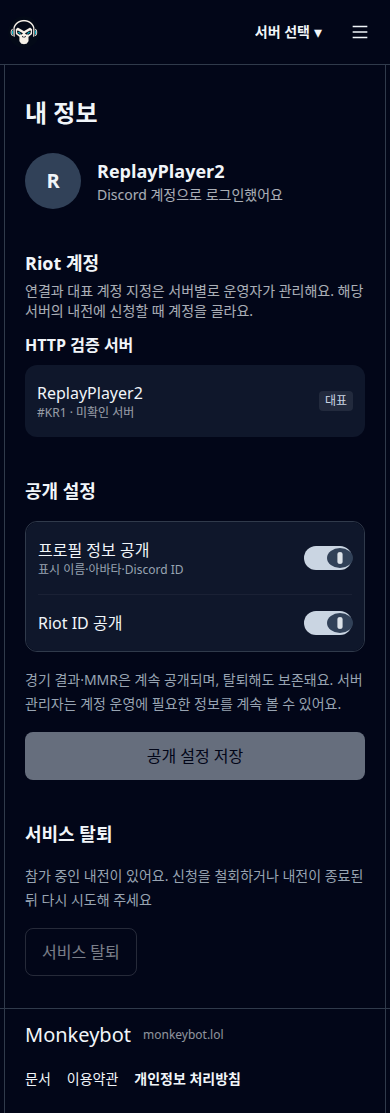 서버 선택 ▾
내 정보
R
ReplayPlayer2
Discord 계정으로 로그인했어요
Riot 계정
연결과 대표 계정 지정은 서버별로 운영자가 관리해요. 해당
서버의 내전에 신청할 때 계정을 골라요.
HTTP 검증 서버
ReplayPlayer2
#KR1 · 미확인 서버
대표
공개 설정
프로필 정보 공개
표시 이름·아바타·Discord ID
Riot ID 공개
경기 결과·MMR은 계속 공개되며, 탈퇴해도 보존돼요. 서버
관리자는 계정 운영에 필요한 정보를 계속 볼 수 있어요.
공개 설정 저장
서비스 탈퇴
참가 중인 내전이 있어요. 신청을 철회하거나 내전이 종료된
뒤 다시 시도해 주세요
서비스 탈퇴
Monkeybot monkeybot.lol
문서 이용약관 개인정보 처리방침